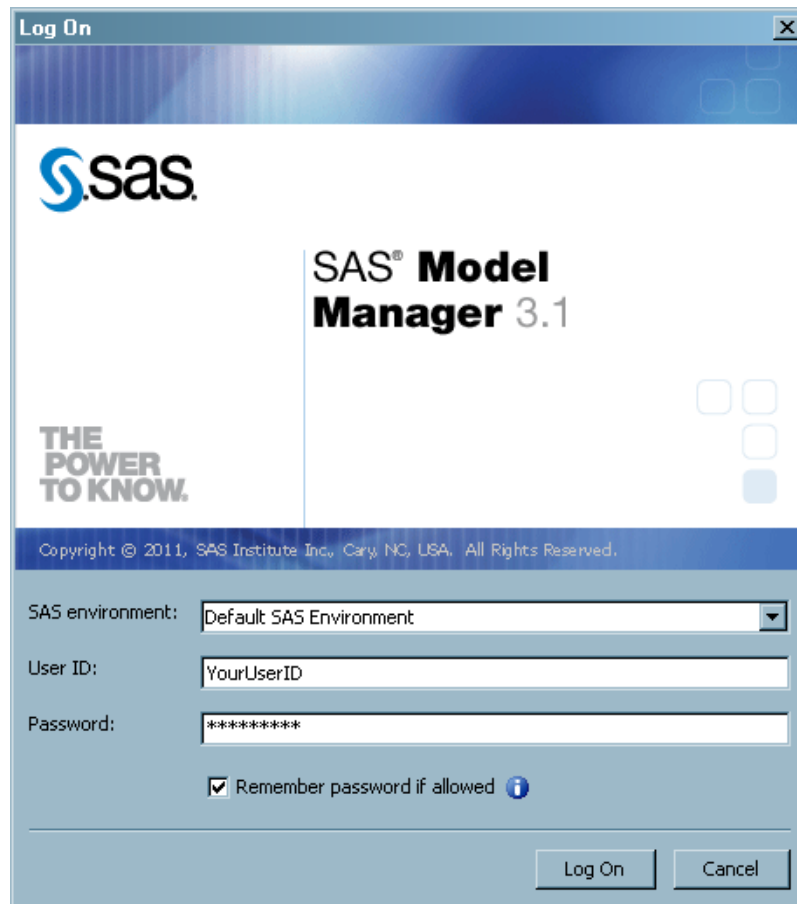 Log On
sas.
SAS® Model
Manager 3.1
THE
POWER
TO KNOW.
Copyright © 2011, SAS Institute Inc., Cary, NC, USA. All Rights Reserved.
SAS environment: Default SAS Environment
User ID: YourUserID
Password: *********
Remember password if allowed
Log On Cancel